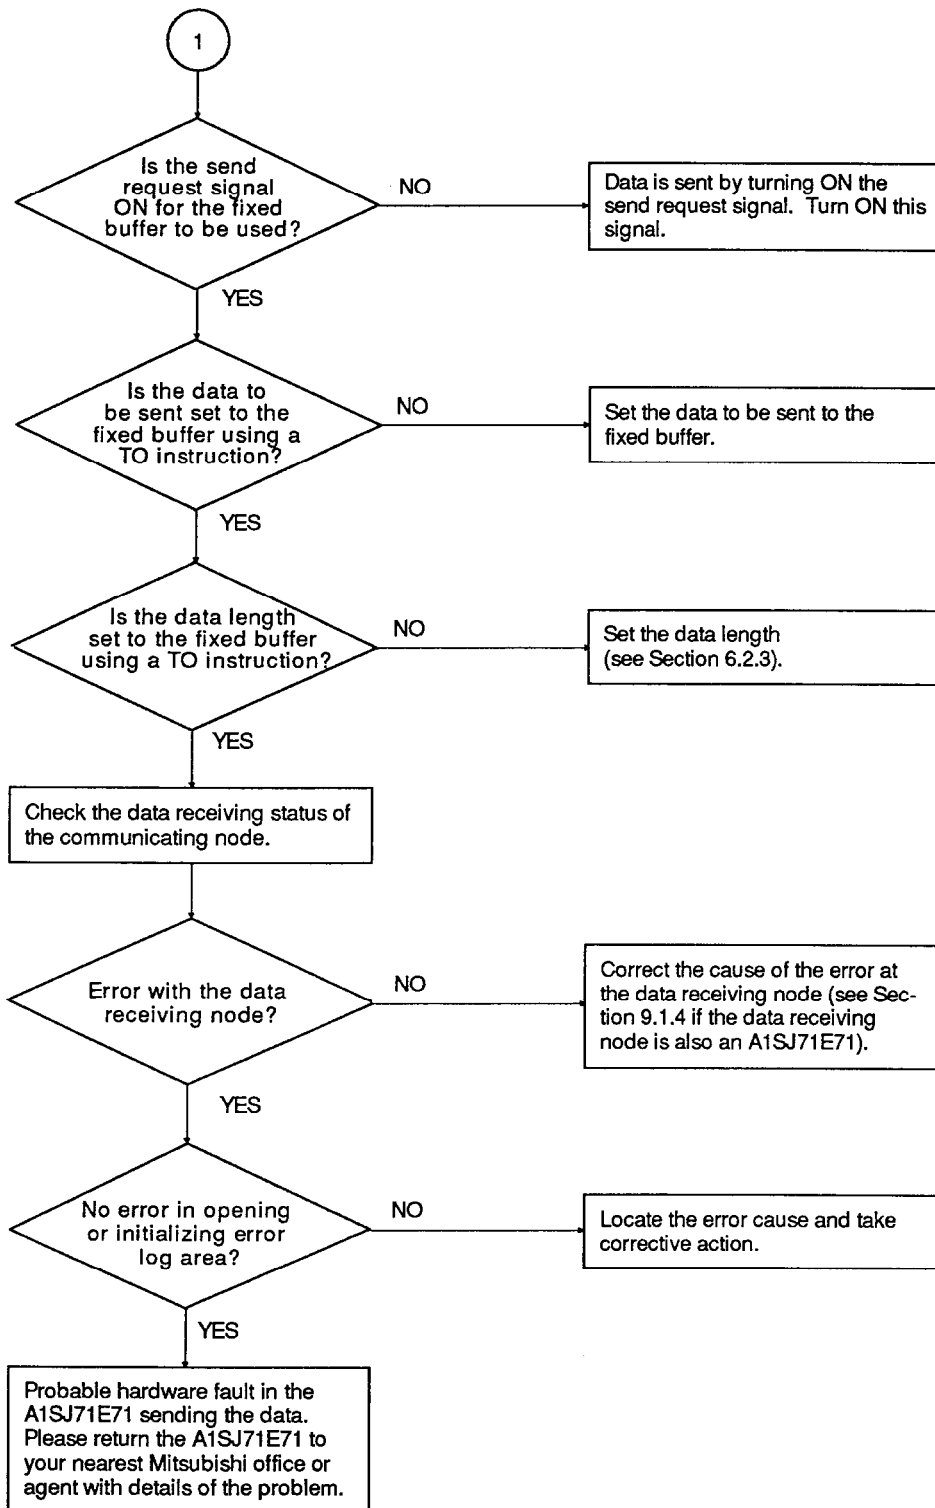 1
Is the send
request signal
ON for the fixed
buffer to be used?
NO
Data is sent by turning ON the
send request signal. Turn ON this
signal.
YES
Is the data to
be sent set to the
fixed buffer using a
TO instruction?
NO
Set the data to be sent to the
fixed buffer.
YES
Is the data length
set to the fixed buffer
using a TO instruction?
NO
Set the data length
(see Section 6.2.3).
YES
Check the data receiving status of
the communicating node.
Error with the data
receiving node?
NO
Correct the cause of the error at
the data receiving node (see Sec-
tion 9.1.4 if the data receiving
node is also an A1SJ71E71).
YES
No error in opening
or initializing error
log area?
NO
Locate the error cause and take
corrective action.
YES
Probable hardware fault in the
A1SJ71E71 sending the data.
Please return the A1SJ71E71 to
your nearest Mitsubishi office or
agent with details of the problem.